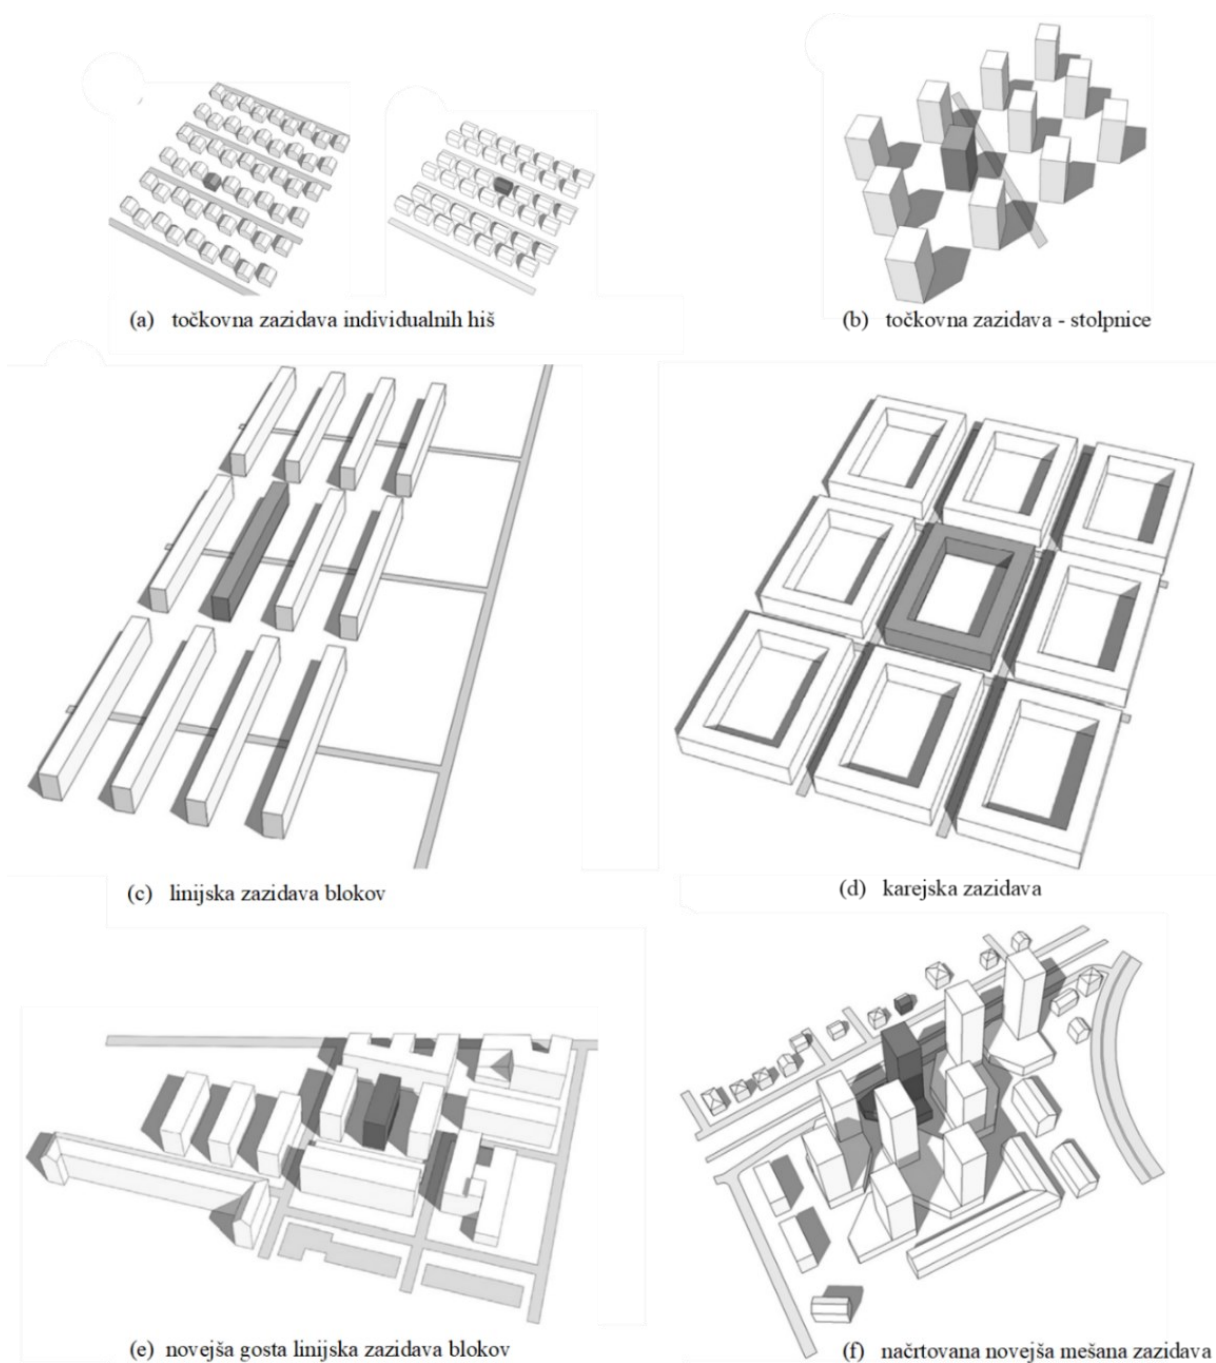 (a) točkovna zazidava individualnih hiš
(b) točkovna zazidava - stolpnice
(c) linijska zazidava blokov
(d) karejska zazidava
(e) novejša gosta linijska zazidava blokov
(f) načrtovana novejša mešana zazidava